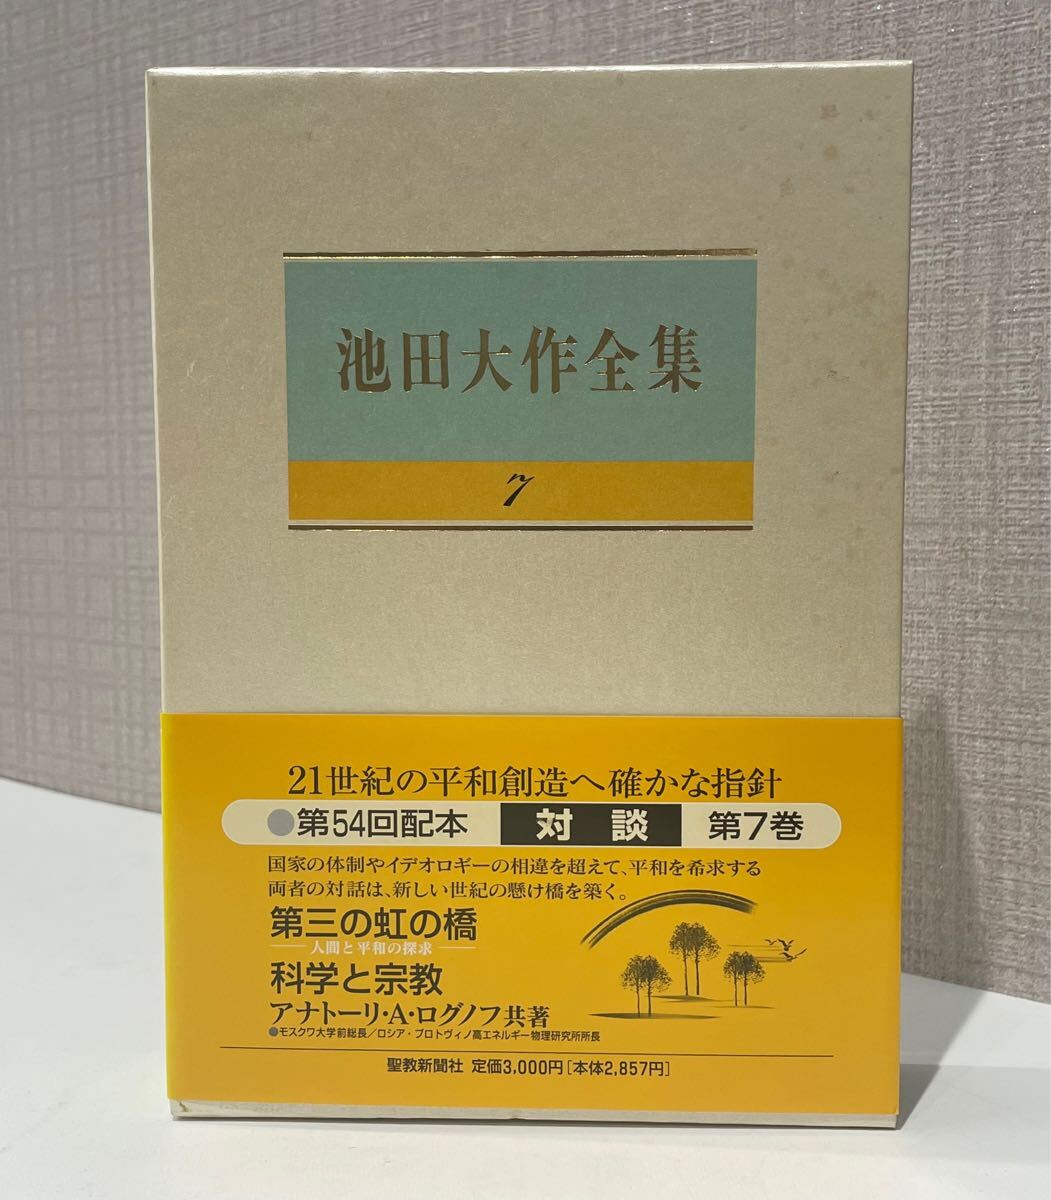 池田大作全集
7
21世紀の平和創造へ確かな指針
●第54回配本 対談 第7巻
国家の体制やイデオロギーの相違を超えて、平和を希求する
両者の対話は、新しい世紀の懸け橋を築く。
第三の虹の橋
人間と平和の探求
科学と宗教
アナトーリ・A・ログノフ共著
●モスクワ大学前総長／ロシア・プロトヴィノ高エネルギー物理研究所所長
聖教新聞社 定価3,000円［本体2,857円］